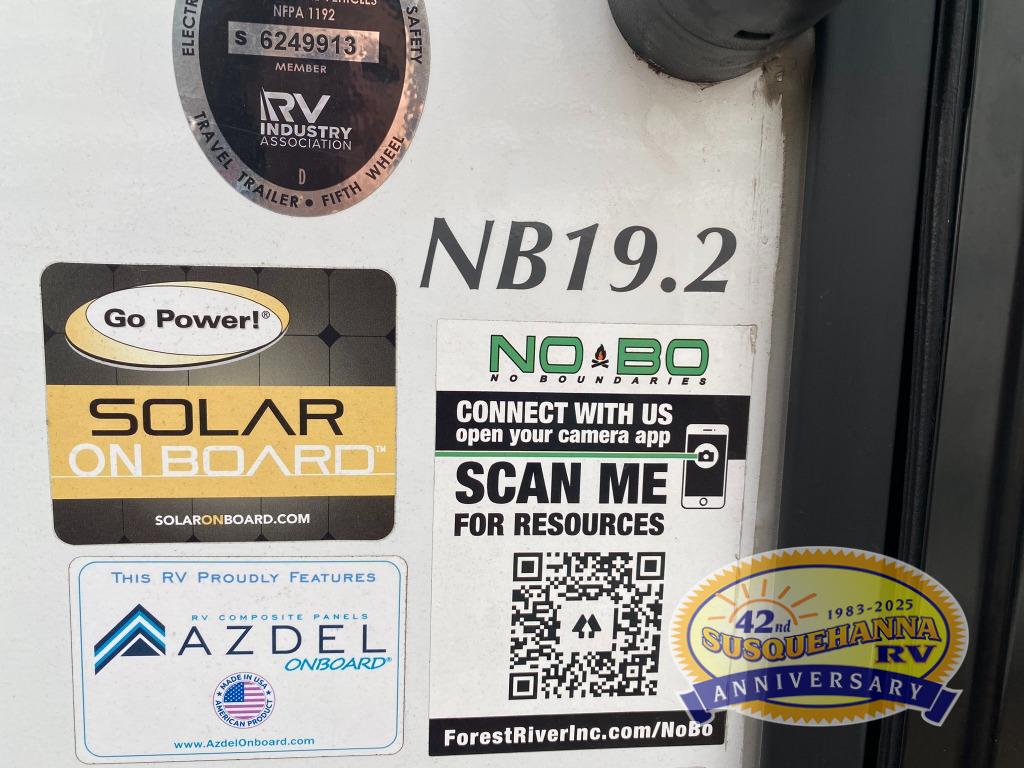 VEHICLES
NFPA 1192
S 6249913
MEMBER
RV
INDUSTRY
ASSOCIATION
D
SAFETY
TRAVEL TRAILER • FIFTH WHEEL
NB19.2
Go Power!®
SOLAR
ON BOARD™
SOLARONBOARD.COM
NO BO
NO BOUNDARIES
CONNECT WITH US
open your camera app
SCAN ME
FOR RESOURCES
ForestRiverInc.com/NoBo
THIS RV PROUDLY FEATURES
RV COMPOSITE PANELS
AZDEL
ONBOARD®
MADE IN USA
AMERICAN PRODUCT
www.AzdelOnboard.com
42nd
1983-2025
SUSQUEHANNA
RV
ANNIVERSARY